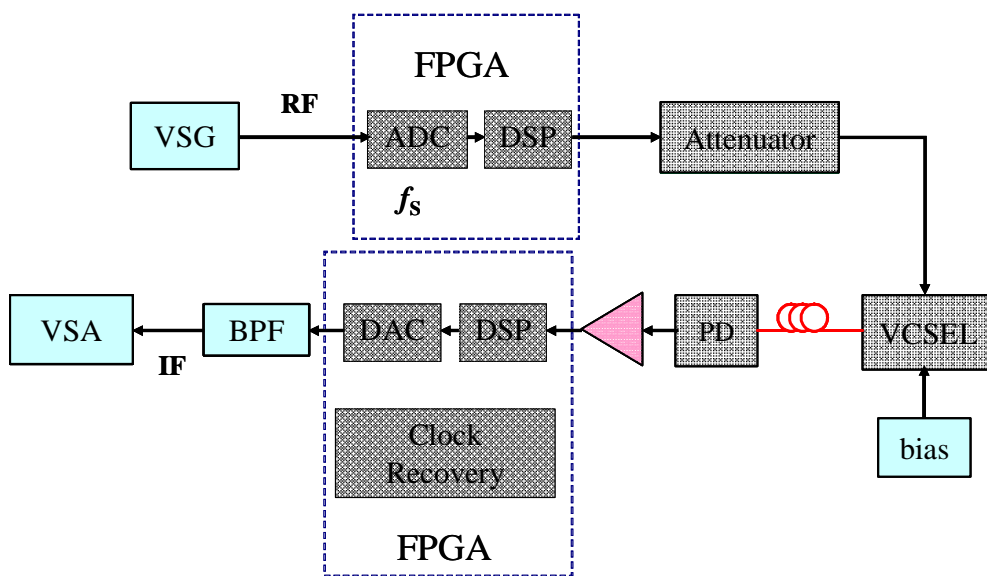 FPGA
RF
VSG
ADC
DSP
Attenuator
fs
VSA
BPF
DAC
DSP
PD
VCSEL
IF
Clock
Recovery
bias
FPGA